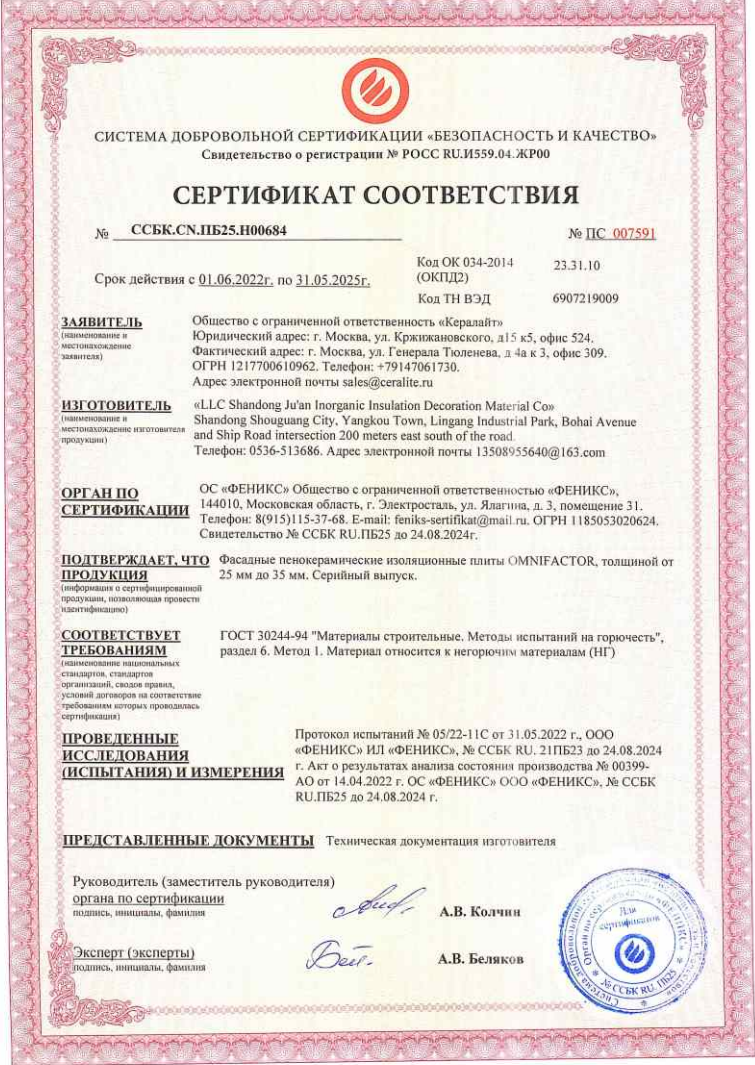 СИСТЕМА ДОБРОВОЛЬНОЙ СЕРТИФИКАЦИИ «БЕЗОПАСНОСТЬ И КАЧЕСТВО»
Свидетельство о регистрации № РОСС RU.И559.04.ЖР00
СЕРТИФИКАТ СООТВЕТСТВИЯ
№ ССБК.CN.ПБ25.Н00684
№ ПС 007591
Срок действия с 01.06.2022г. по 31.05.2025г.
Код ОК 034-2014 23.31.10
(ОКПД2)
Код ТН ВЭД 6907219009
ЗАЯВИТЕЛЬ
(наименование и
местонахождение
заявителя)
Общество с ограниченной ответственность «Кералайт»
Юридический адрес: г. Москва, ул. Кржижановского, д15 к5, офис 524.
Фактический адрес: г. Москва, ул. Генерала Тюленева, д 4а к 3, офис 309.
ОГРН 1217700610962. Телефон: +79147061730.
Адрес электронной почты sales@ceralite.ru
ИЗГОТОВИТЕЛЬ
(наименование и
местонахождение изготовителя
продукции)
«LLC Shandong Ju'an Inorganic Insulation Decoration Material Co»
Shandong Shouguang City, Yangkou Town, Lingang Industrial Park, Bohai Avenue
and Ship Road intersection 200 meters east south of the road.
Телефон: 0536-513686. Адрес электронной почты 13508955640@163.com
ОРГАН ПО
СЕРТИФИКАЦИИ
ОС «ФЕНИКС» Общество с ограниченной ответственностью «ФЕНИКС»,
144010, Московская область, г. Электросталь, ул. Ялагина, д. 3, помещение 31.
Телефон: 8(915)115-37-68. E-mail: feniks-sertifikat@mail.ru. ОГРН 1185053020624.
Свидетельство № ССБК RU.ПБ25 до 24.08.2024г.
ПОДТВЕРЖДАЕТ, ЧТО
ПРОДУКЦИЯ
(информация о сертифицированной
продукции, позволяющая провести
идентификацию)
Фасадные пенокерамические изоляционные плиты OMNIFACTOR, толщиной от
25 мм до 35 мм. Серийный выпуск.
СООТВЕТСТВУЕТ
ТРЕБОВАНИЯМ
(наименование национальных
стандартов, стандартов
организаций, сводов правил,
условий договоров на соответствие
требованиям которых проводилась
сертификация)
ГОСТ 30244-94 "Материалы строительные. Методы испытаний на горючесть",
раздел 6. Метод 1. Материал относится к негорючим материалам (НГ)
ПРОВЕДЕННЫЕ
ИССЛЕДОВАНИЯ
(ИСПЫТАНИЯ) И ИЗМЕРЕНИЯ
Протокол испытаний № 05/22-11С от 31.05.2022 г., ООО
«ФЕНИКС» ИЛ «ФЕНИКС», № ССБК RU. 21ПБ23 до 24.08.2024
г. Акт о результатах анализа состояния производства № 00399-
АО от 14.04.2022 г. ОС «ФЕНИКС» ООО «ФЕНИКС», № ССБК
RU.ПБ25 до 24.08.2024 г.
ПРЕДСТАВЛЕННЫЕ ДОКУМЕНТЫ Техническая документация изготовителя
Руководитель (заместитель руководителя)
органа по сертификации
подпись, инициалы, фамилия
А.В. Колчин
Эксперт (эксперты)
подпись, инициалы, фамилия
А.В. Беляков
Для
сертификатов
№ ССБК RU. ПБ25